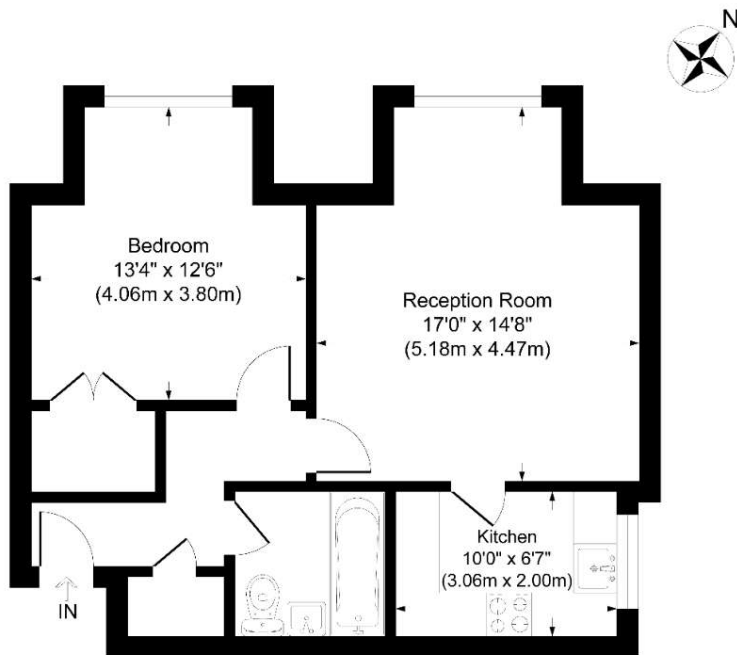 N
Bedroom
13'4" x 12'6"
(4.06m x 3.80m)
Reception Room
17'0" x 14'8"
(5.18m x 4.47m)
Kitchen
10'0" x 6'7"
(3.06m x 2.00m)
IN